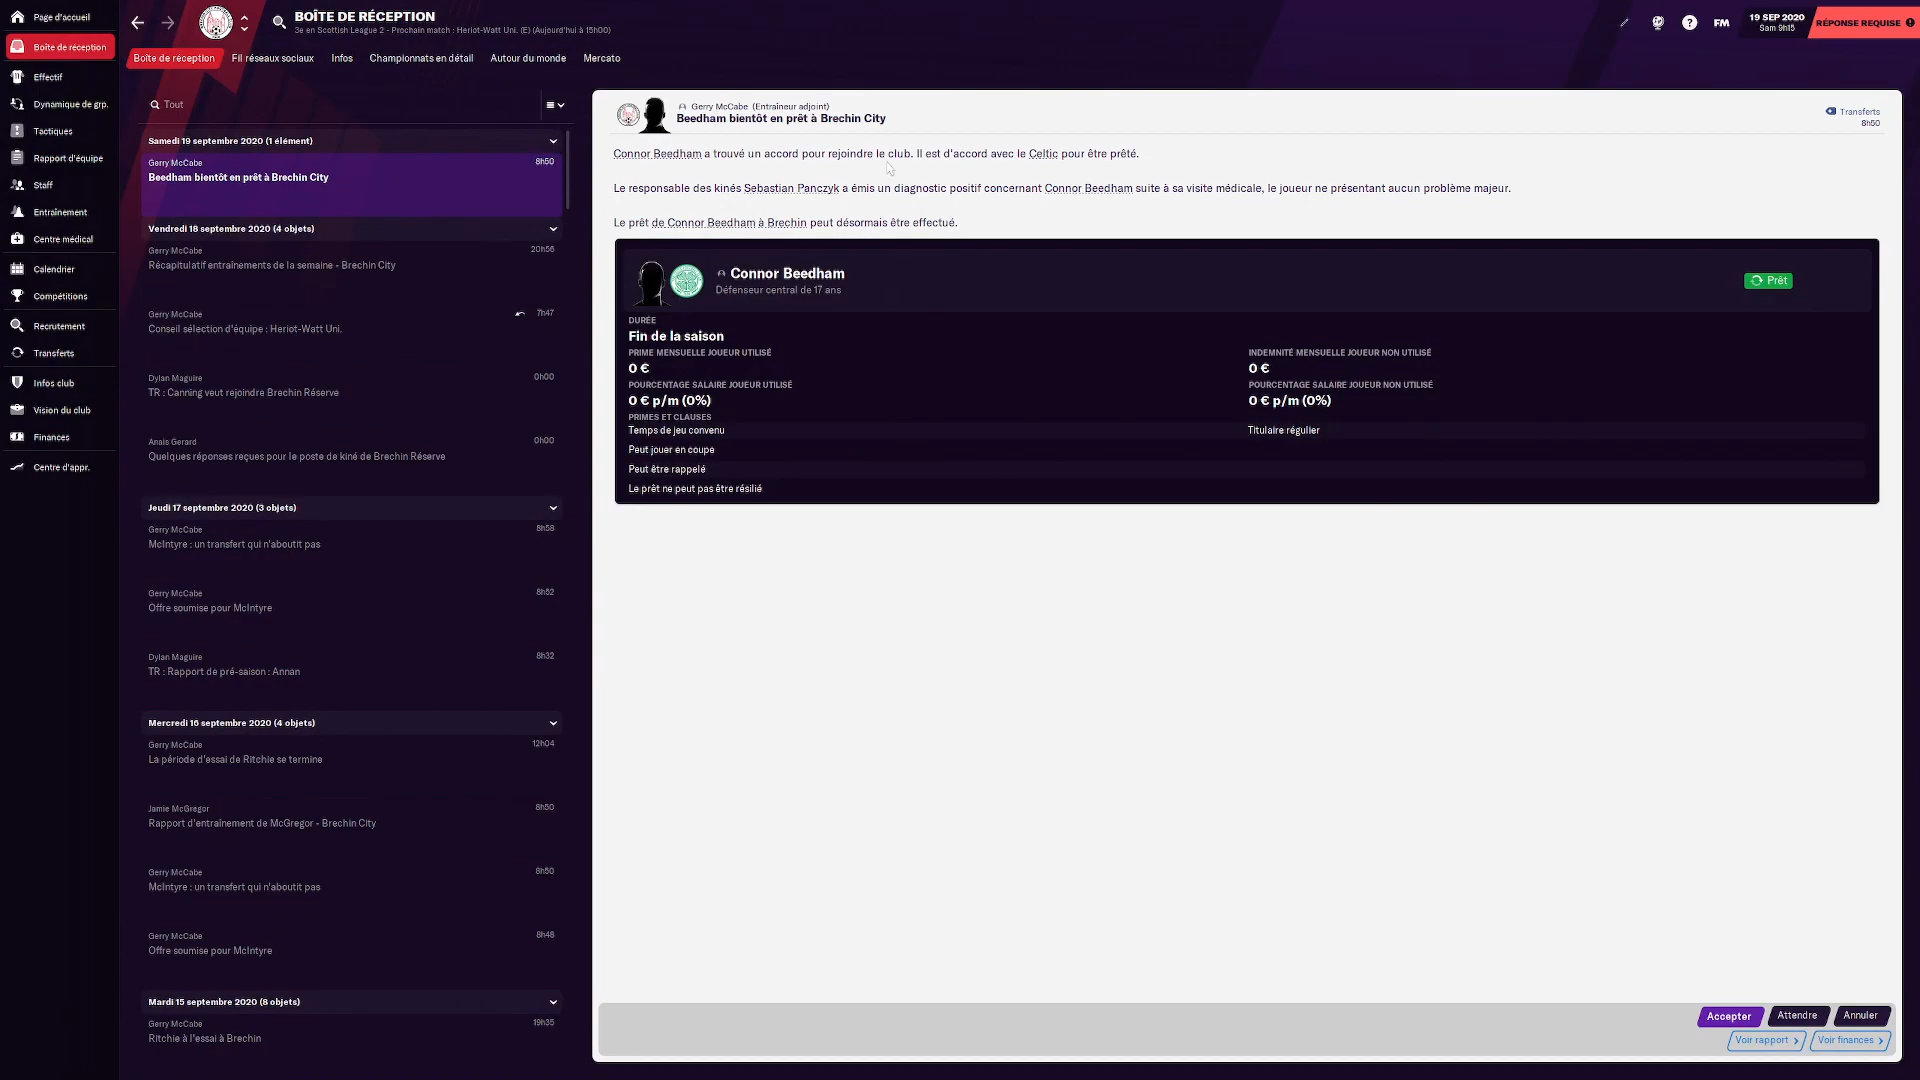 Page d'accueil
Boîte de réception
Effectif
Dynamique de grp.
Tactiques
Rapport d'équipe
Staff
Entraînement
Centre médical
Calendrier
Compétitions
Recrutement
Transferts
Infos club
Vision du club
Finances
Centre d'appr.
BOÎTE DE RÉCEPTION
3e en Scottish League 2 - Prochain match : Heriot-Watt Uni. (E) (Aujourd'hui à 15h00)
FM
19 SEP 2020
Sam 9h15
RÉPONSE REQUISE
Boîte de réception Fil réseaux sociaux Infos Championnats en détail Autour du monde Mercato
Tout
Samedi 19 septembre 2020 (1 élément)
Gerry McCabe 8h50
Beedham bientôt en prêt à Brechin City
Vendredi 18 septembre 2020 (4 objets)
Gerry McCabe 20h56
Récapitulatif entraînements de la semaine - Brechin City
Gerry McCabe 7h47
Conseil sélection d'équipe : Heriot-Watt Uni.
Dylan Maguire 0h00
TR : Canning veut rejoindre Brechin Réserve
Anais Gerard 0h00
Quelques réponses reçues pour le poste de kiné de Brechin Réserve
Jeudi 17 septembre 2020 (3 objets)
Gerry McCabe 8h58
McIntyre : un transfert qui n'aboutit pas
Gerry McCabe 8h52
Offre soumise pour McIntyre
Dylan Maguire 8h32
TR : Rapport de pré-saison : Annan
Mercredi 16 septembre 2020 (4 objets)
Gerry McCabe 12h04
La période d'essai de Ritchie se termine
Jamie McGregor 8h50
Rapport d'entraînement de McGregor - Brechin City
Gerry McCabe 8h50
McIntyre : un transfert qui n'aboutit pas
Gerry McCabe 8h48
Offre soumise pour McIntyre
Mardi 15 septembre 2020 (8 objets)
Gerry McCabe 19h35
Ritchie à l'essai à Brechin
Gerry McCabe (Entraîneur adjoint)
Beedham bientôt en prêt à Brechin City
Transferts
8h50
Connor Beedham a trouvé un accord pour rejoindre le club. Il est d'accord avec le Celtic pour être prêté.
Le responsable des kinés Sebastian Panczyk a émis un diagnostic positif concernant Connor Beedham suite à sa visite médicale, le joueur ne présentant aucun problème majeur.
Le prêt de Connor Beedham à Brechin peut désormais être effectué.
Connor Beedham
Défenseur central de 17 ans
Prêt
DURÉE
Fin de la saison
PRIME MENSUELLE JOUEUR UTILISÉ INDEMNITÉ MENSUELLE JOUEUR NON UTILISÉ
0 € 0 €
POURCENTAGE SALAIRE JOUEUR UTILISÉ POURCENTAGE SALAIRE JOUEUR NON UTILISÉ
0 € p/m (0%) 0 € p/m (0%)
PRIMES ET CLAUSES
Temps de jeu convenu Titulaire régulier
Peut jouer en coupe
Peut être rappelé
Le prêt ne peut pas être résilié
Accepter Attendre Annuler
Voir rapport Voir finances